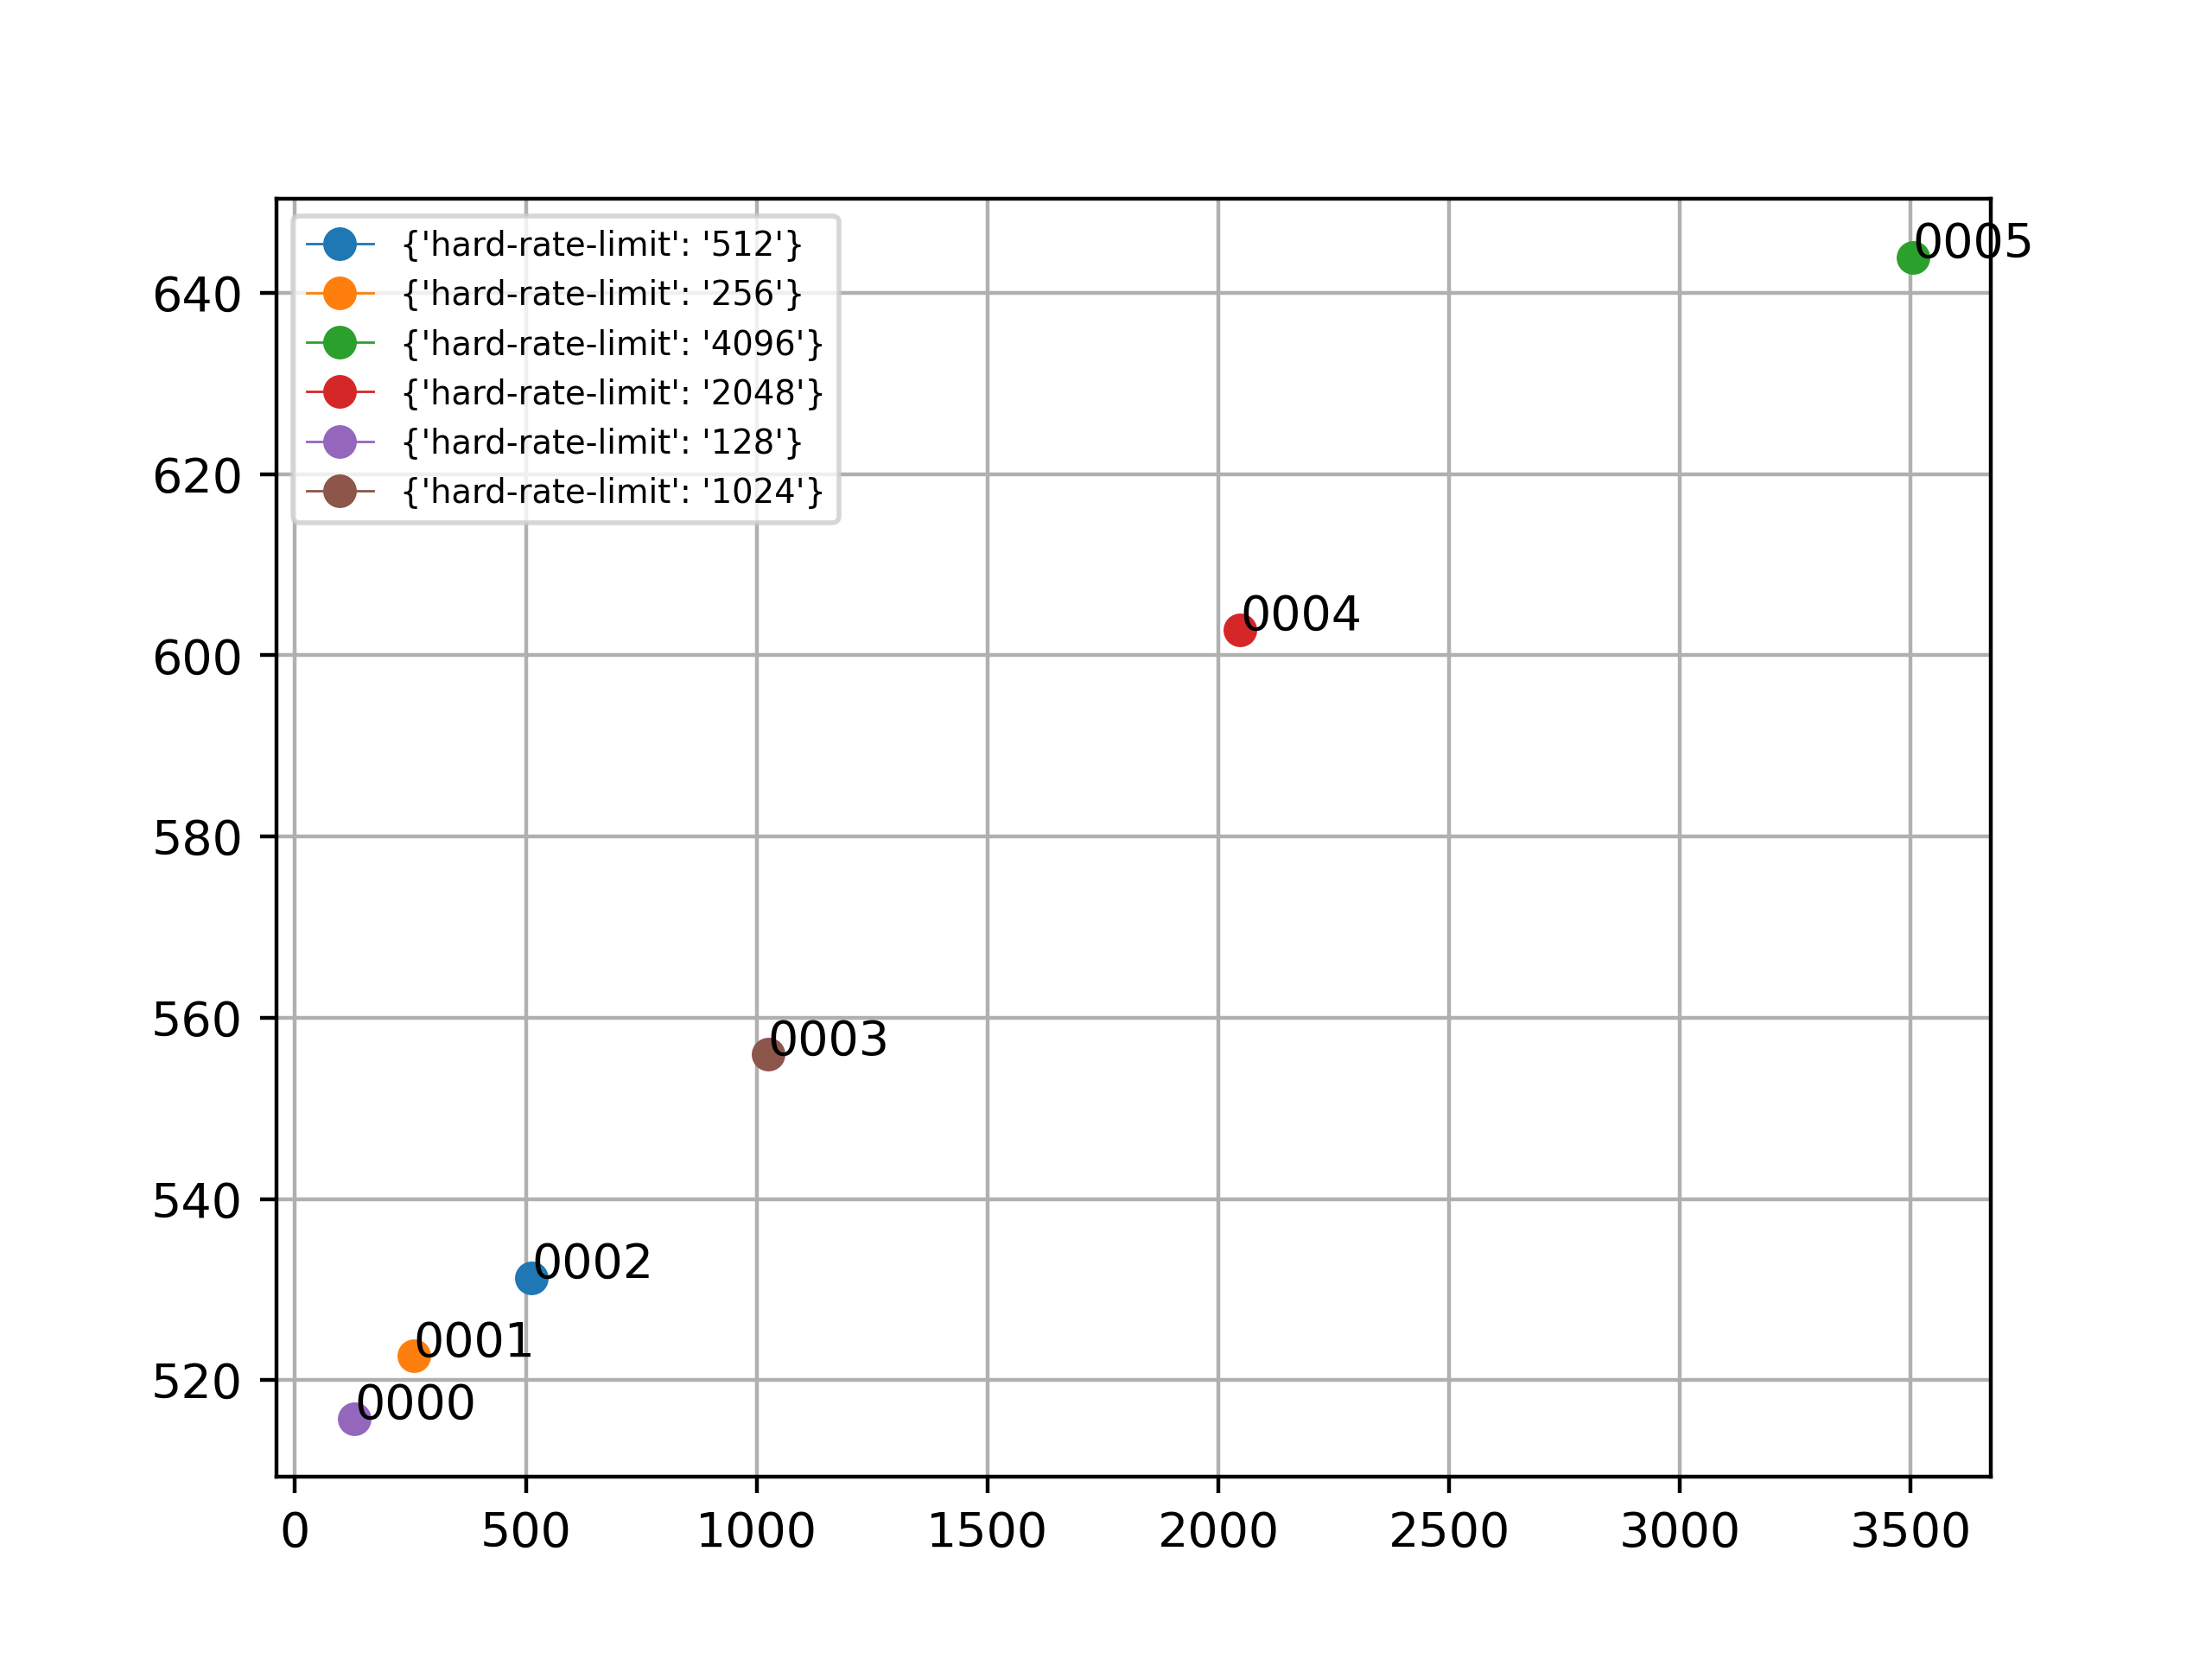 {'hard-rate-limit': '512'}
{'hard-rate-limit': '256'}
{'hard-rate-limit': '4096'}
{'hard-rate-limit': '2048'}
{'hard-rate-limit': '128'}
{'hard-rate-limit': '1024'}
0005
0004
0003
0002
0001
0000
640
620
600
580
560
540
520
0 500 1000 1500 2000 2500 3000 3500